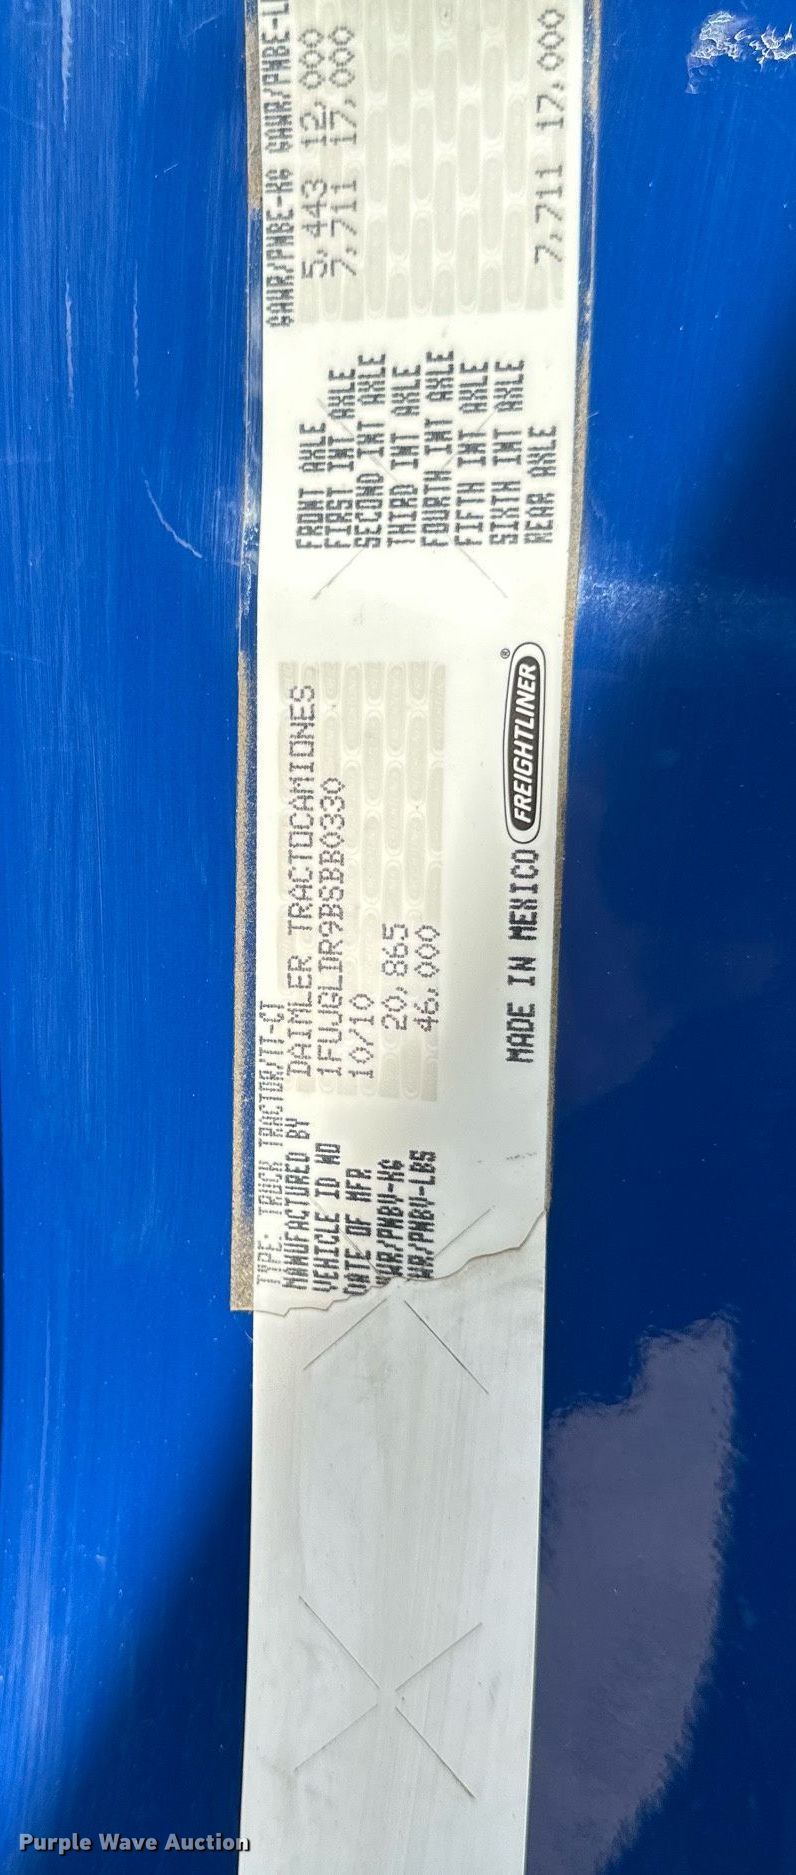 TYPE: TRUCK TRACTOR/TT-CT
MANUFACTURED BY DAIMLER TRACTOCAMIONES
VEHICLE ID NO 1FUJGLDR9BSBB0330
DATE OF MFR 10/10
WR/PNBV-KG 20,865
WR/PNBV-LBS 46,000
MADE IN MEXICO FREIGHTLINER®
GAWR/PNBE-KG GAWR/PNBE-L
FRONT AXLE 5,443 12,000
FIRST INT AXLE 7,711 17,000
SECOND INT AXLE
THIRD INT AXLE
FOURTH INT AXLE
FIFTH INT AXLE
SIXTH INT AXLE
REAR AXLE 7,711 17,000
Purple Wave Auction